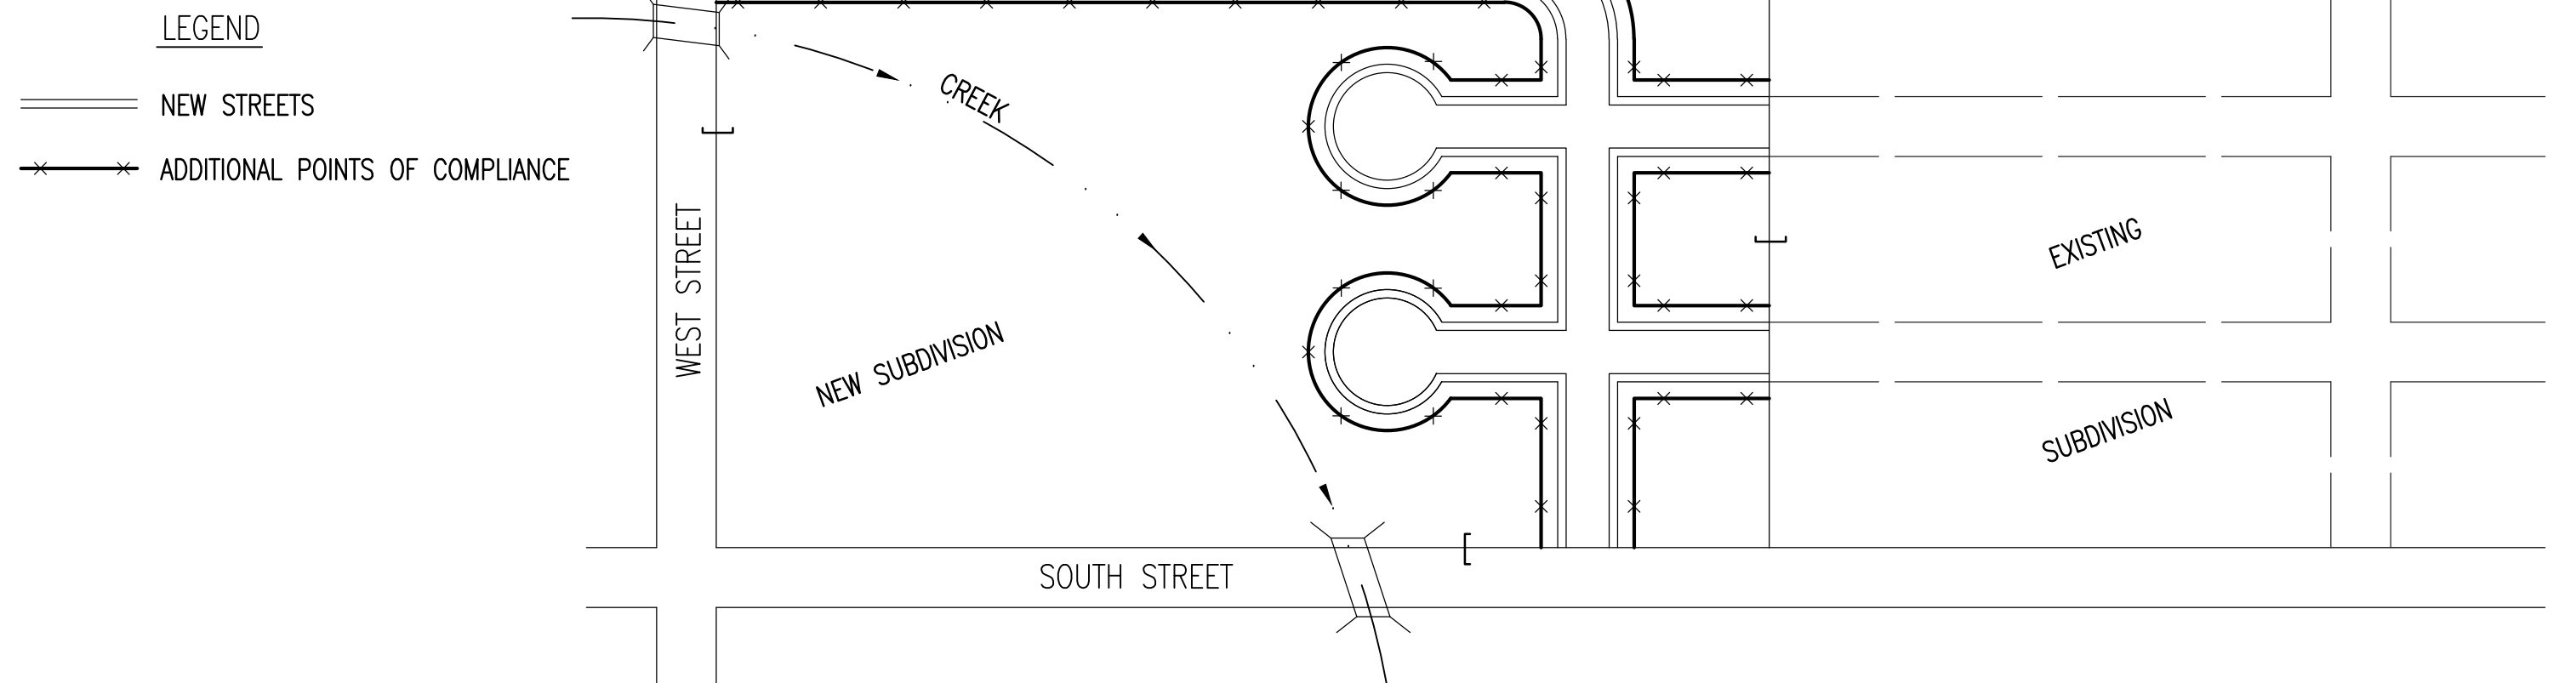 LEGEND
NEW STREETS
ADDITIONAL POINTS OF COMPLIANCE
CREEK
WEST STREET
NEW SUBDIVISION
EXISTING
SUBDIVISION
SOUTH STREET